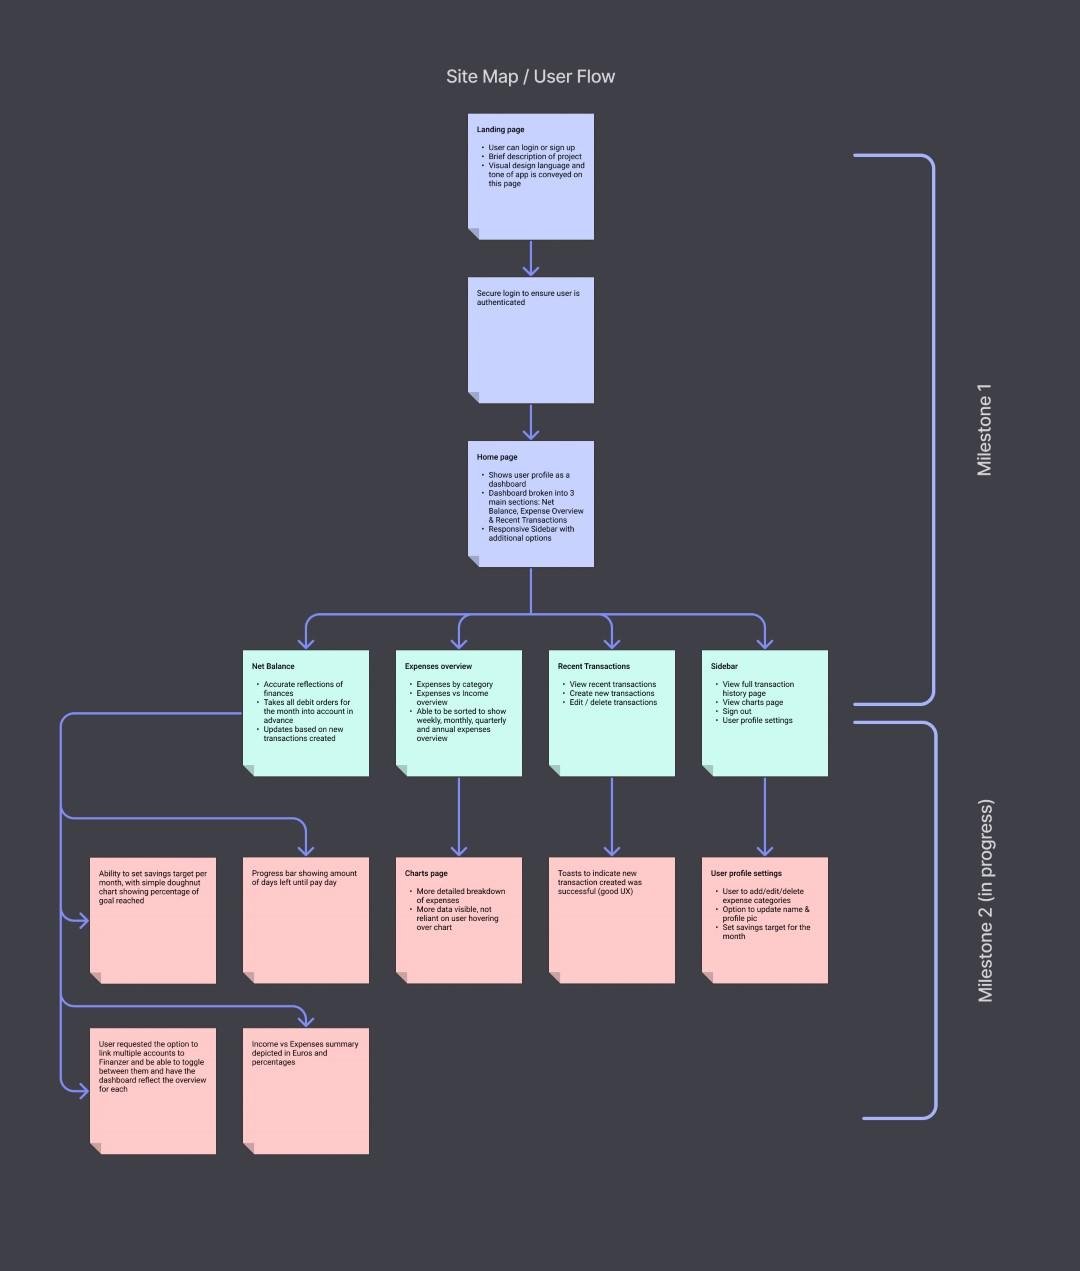 Site Map / User Flow
Landing page
• User can login or sign up
• Brief description of project
• Visual design language and
tone of app is conveyed on
this page
Secure login to ensure user is
authenticated
Home page
• Shows user profile as a
dashboard
• Dashboard broken into 3
main sections: Net
Balance, Expense Overview
& Recent Transactions
• Responsive Sidebar with
additional options
Milestone 1
Net Balance
• Accurate reflections of
finances
• Takes all debit orders for
the month into account in
advance
• Updates based on new
transactions created
Expenses overview
• Expenses by category
• Expenses vs Income
overview
• Able to be sorted to show
weekly, monthly, quarterly
and annual expenses
overview
Recent Transactions
• View recent transactions
• Create new transactions
• Edit / delete transactions
Sidebar
• View full transaction
history page
• View charts page
• Sign out
• User profile settings
Milestone 2 (in progress)
Ability to set savings target per
month, with simple doughnut
chart showing percentage of
goal reached
Progress bar showing amount
of days left until pay day
Charts page
• More detailed breakdown
of expenses
• More data visible, not
reliant on user hovering
over chart
Toasts to indicate new
transaction created was
successful (good UX)
User profile settings
• User to add/edit/delete
expense categories
• Option to update name &
profile pic
• Set savings target for the
month
User requested the option to
link multiple accounts to
Finanzer and be able to toggle
between them and have the
dashboard reflect the overview
for each
Income vs Expenses summary
depicted in Euros and
percentages